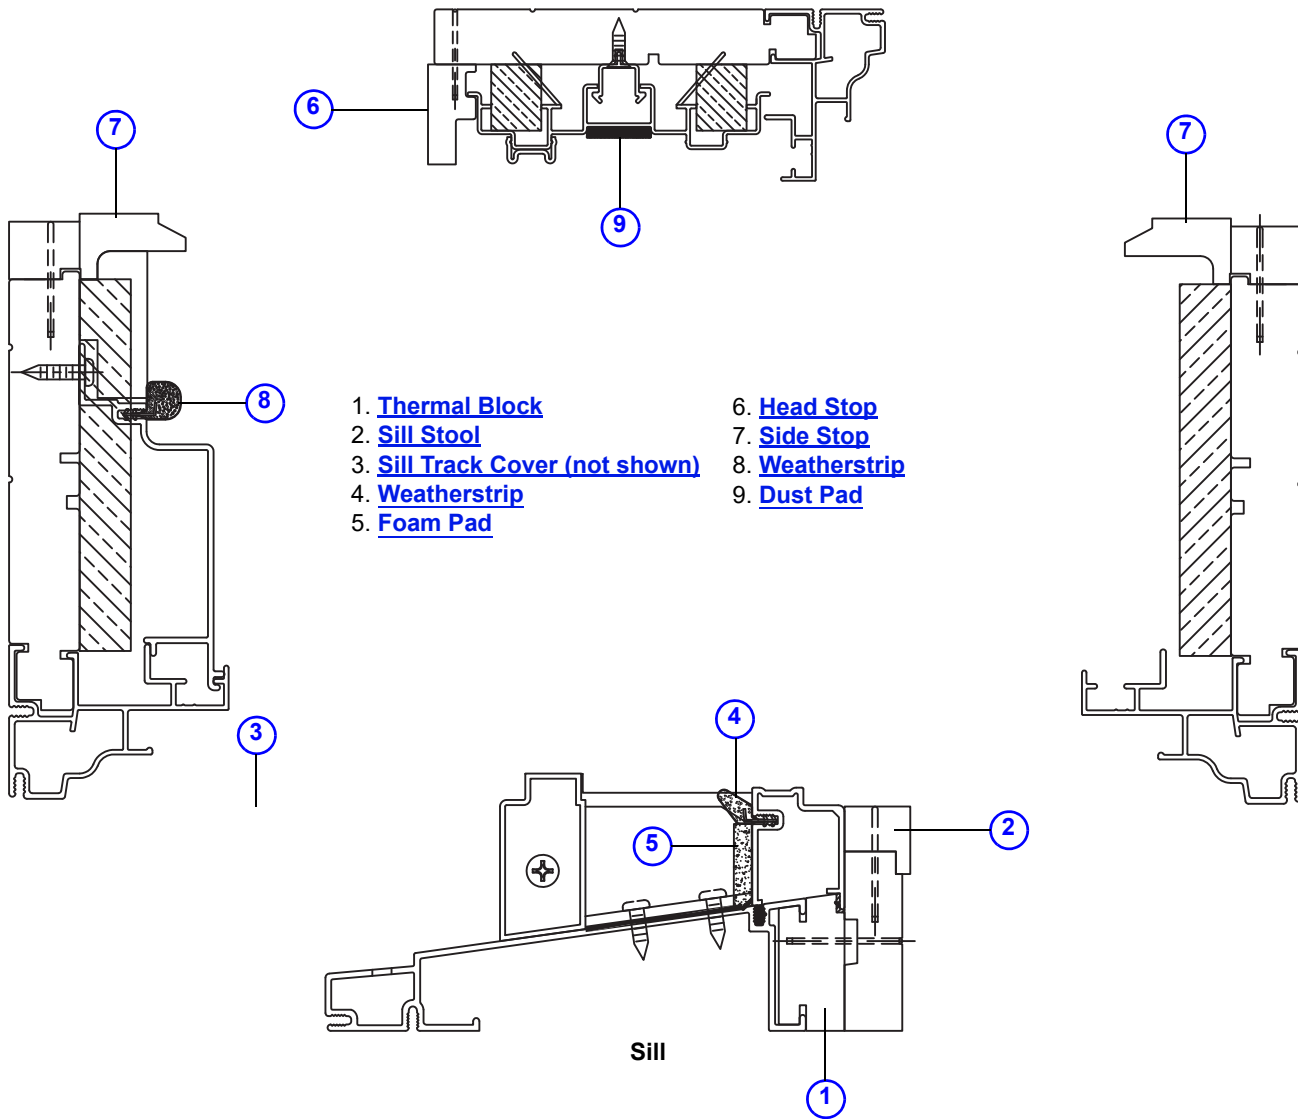 6
7
7
9
8
1. Thermal Block
2. Sill Stool
3. Sill Track Cover (not shown)
4. Weatherstrip
5. Foam Pad
6. Head Stop
7. Side Stop
8. Weatherstrip
9. Dust Pad
3
4
5
2
Sill
1